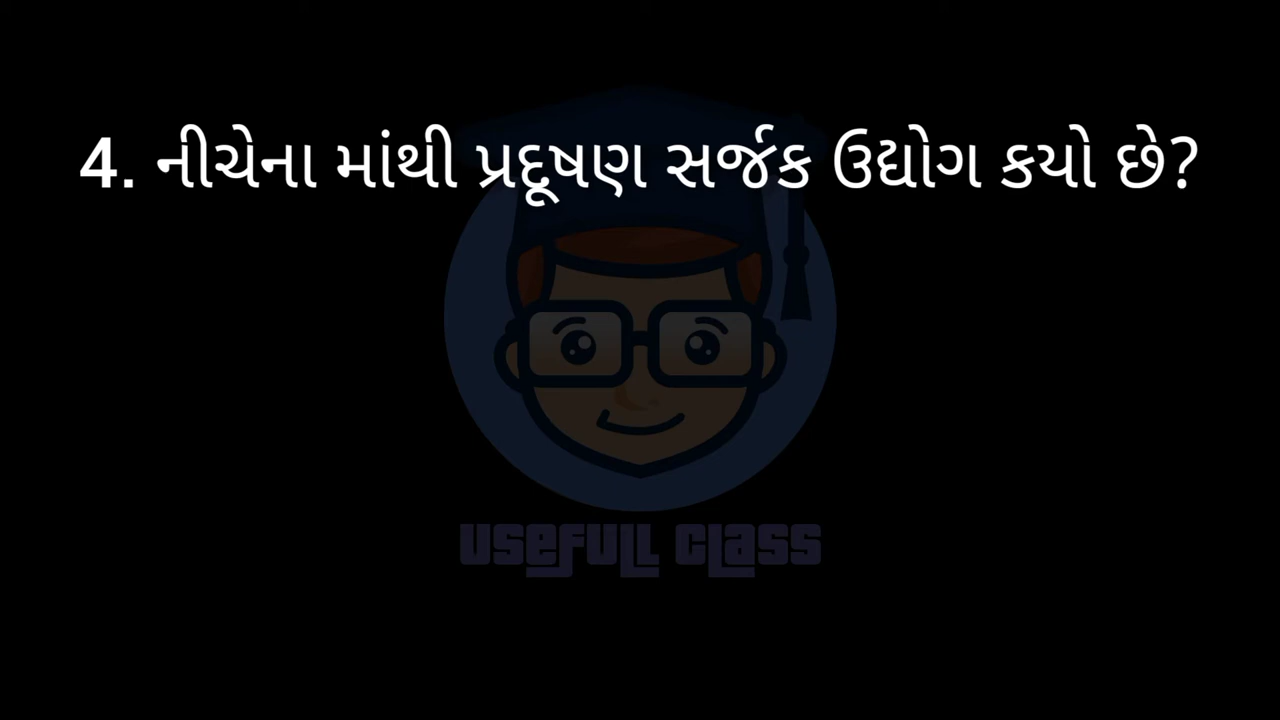 4. નીચેના માંથી પ્રદૂષણ સર્જક ઉદ્યોગ કયો છે?
USEFULL CLASS